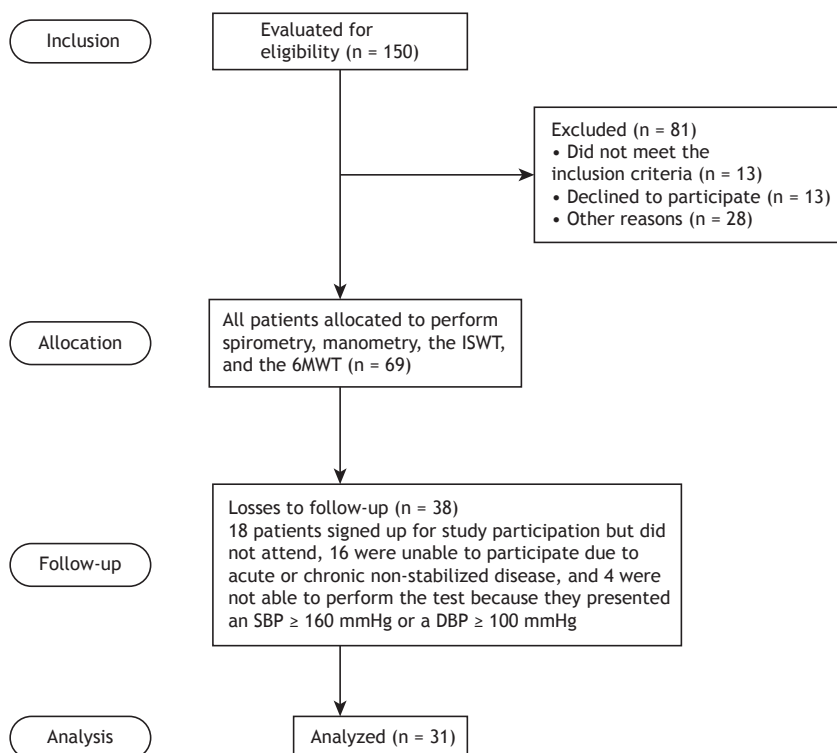 Inclusion
Evaluated for
eligibility (n = 150)
Excluded (n = 81)
• Did not meet the
inclusion criteria (n = 13)
• Declined to participate (n = 13)
• Other reasons (n = 28)
Allocation
All patients allocated to perform
spirometry, manometry, the ISWT,
and the 6MWT (n = 69)
Follow-up
Losses to follow-up (n = 38)
18 patients signed up for study participation but did
not attend, 16 were unable to participate due to
acute or chronic non-stabilized disease, and 4 were
not able to perform the test because they presented
an SBP ≥ 160 mmHg or a DBP ≥ 100 mmHg
Analysis
Analyzed (n = 31)